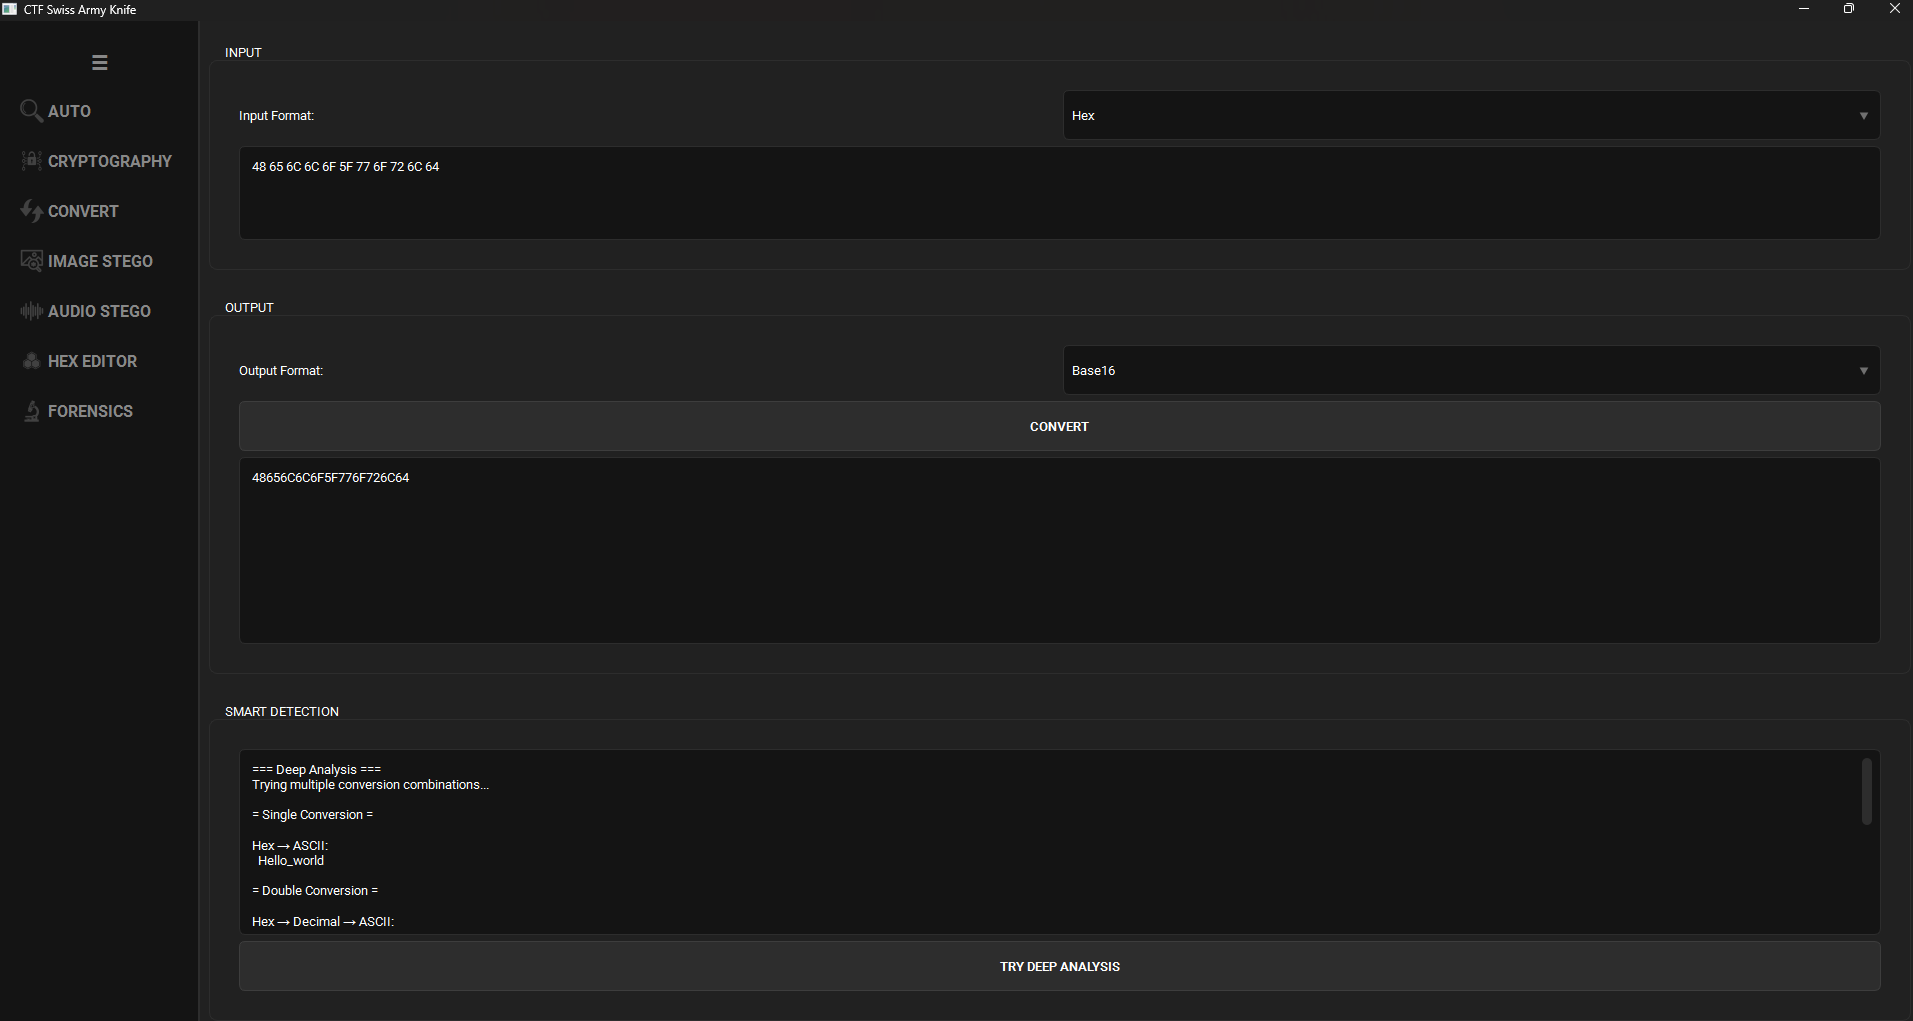 CTF Swiss Army Knife
AUTO
CRYPTOGRAPHY
CONVERT
IMAGE STEGO
AUDIO STEGO
HEX EDITOR
FORENSICS
INPUT
Input Format:
Hex
48 65 6C 6C 6F 5F 77 6F 72 6C 64
OUTPUT
Output Format:
Base16
CONVERT
48656C6C6F5F776F726C64
SMART DETECTION
=== Deep Analysis ===
Trying multiple conversion combinations...
= Single Conversion =
Hex → ASCII:
Hello_world
= Double Conversion =
Hex → Decimal → ASCII:
TRY DEEP ANALYSIS